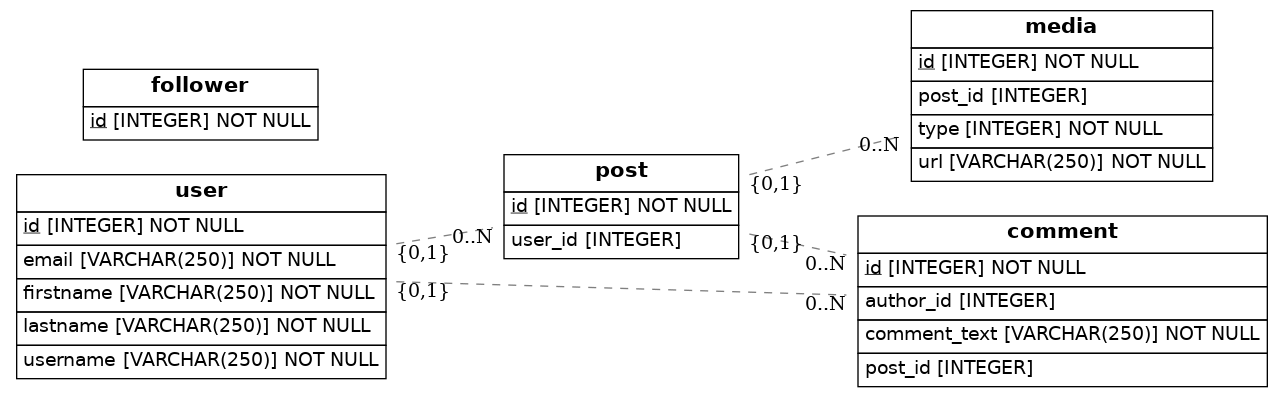 follower
id [INTEGER] NOT NULL
user
id [INTEGER] NOT NULL
email [VARCHAR(250)] NOT NULL
firstname [VARCHAR(250)] NOT NULL
lastname [VARCHAR(250)] NOT NULL
username [VARCHAR(250)] NOT NULL
{0,1}
0..N
{0,1}
0..N
post
id [INTEGER] NOT NULL
user_id [INTEGER]
{0,1}
0..N
{0,1}
0..N
media
id [INTEGER] NOT NULL
post_id [INTEGER]
type [INTEGER] NOT NULL
url [VARCHAR(250)] NOT NULL
comment
id [INTEGER] NOT NULL
author_id [INTEGER]
comment_text [VARCHAR(250)] NOT NULL
post_id [INTEGER]